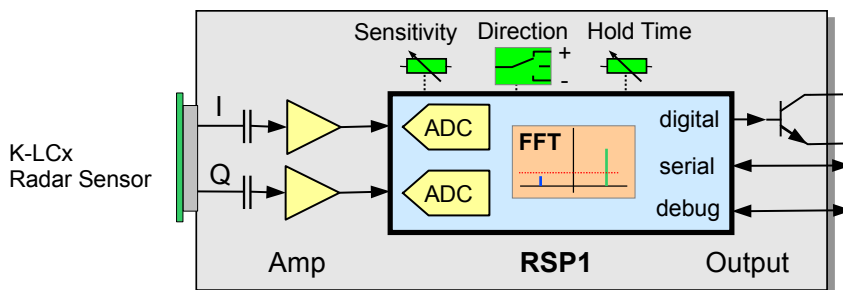 Sensitivity Direction Hold Time
+
-
I
ADC
digital
FFT
K-LCx
Radar Sensor
serial
Q
ADC
debug
Amp RSP1 Output